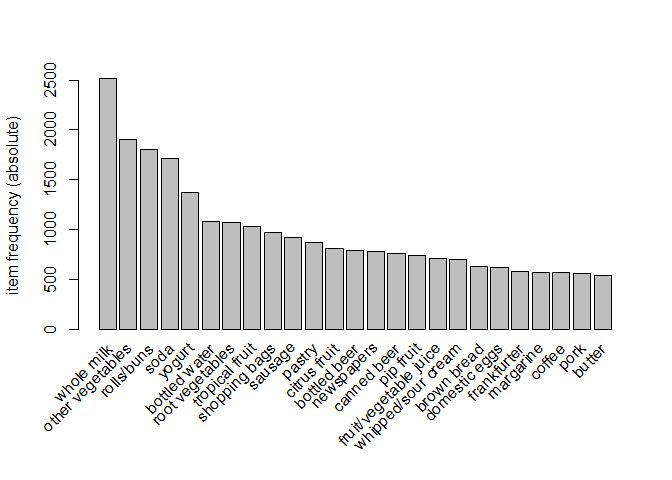 item frequency (absolute)
2500
2000
1500
1000
500
0
whole milk
other vegetables
rolls/buns
soda
yogurt
bottled water
root vegetables
tropical fruit
shopping bags
sausage
pastry
citrus fruit
bottled beer
newspapers
canned beer
pip fruit
fruit/vegetable juice
whipped/sour cream
brown bread
domestic eggs
frankfurter
margarine
coffee
pork
butter